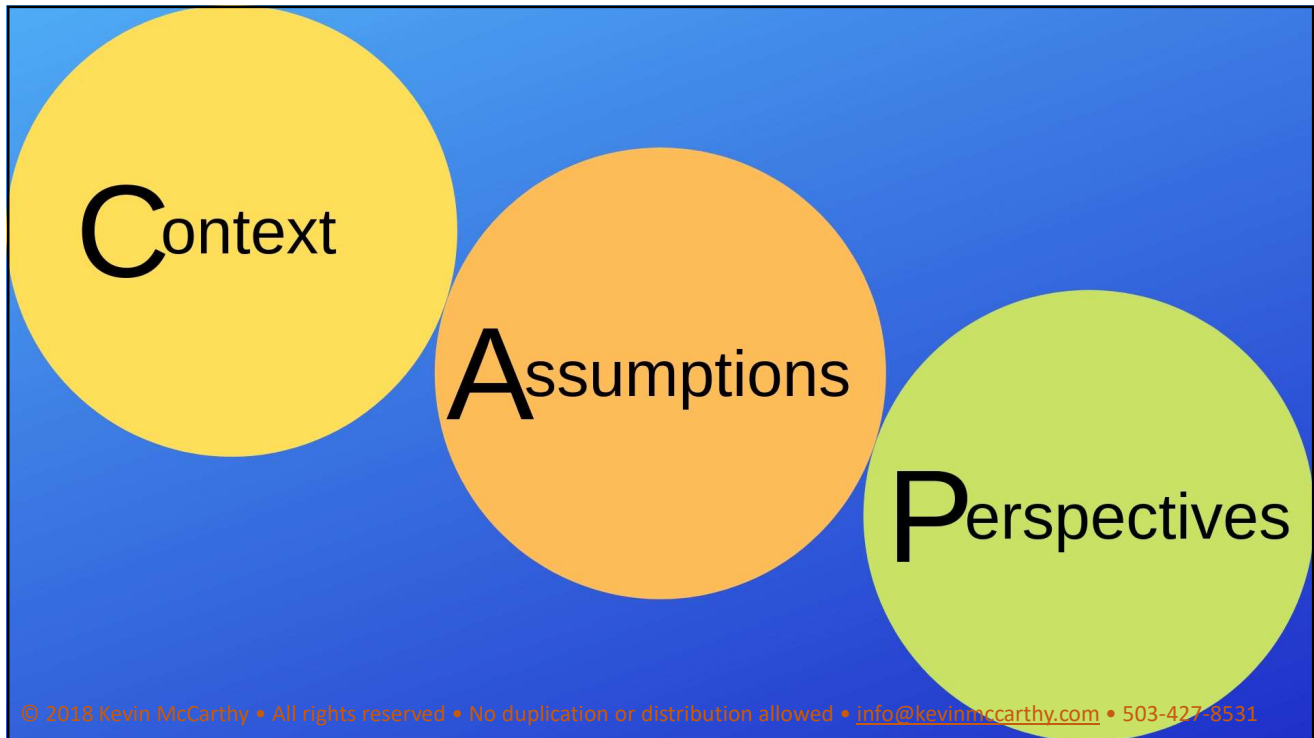 Context
Assumptions
Perspectives
© 2018 Kevin McCarthy • All rights reserved • No duplication or distribution allowed • info@kevinmccarthy.com • 503-427-8531